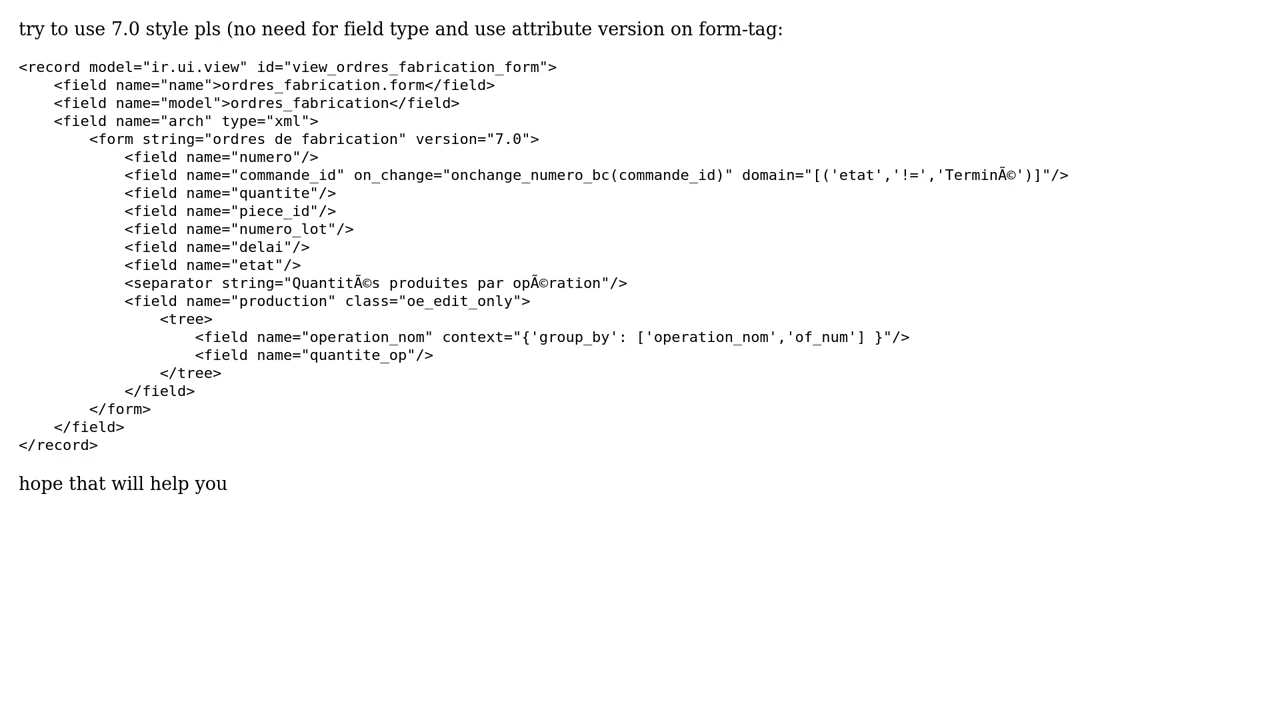 try to use 7.0 style pls (no need for field type and use attribute version on form-tag:
<record model="ir.ui.view" id="view_ordres_fabrication_form">
    <field name="name">ordres_fabrication.form</field>
    <field name="model">ordres_fabrication</field>
    <field name="arch" type="xml">
        <form string="ordres de fabrication" version="7.0">
            <field name="numero"/>
            <field name="commande_id" on_change="onchange_numero_bc(commande_id)" domain="[('etat','!=','TerminÃ©')]"/>
            <field name="quantite"/>
            <field name="piece_id"/>
            <field name="numero_lot"/>
            <field name="delai"/>
            <field name="etat"/>
            <separator string="QuantitÃ©s produites par opÃ©ration"/>
            <field name="production" class="oe_edit_only">
                <tree>
                    <field name="operation_nom" context="{'group_by': ['operation_nom','of_num'] }"/>
                    <field name="quantite_op"/>
                </tree>
            </field>
        </form>
    </field>
</record>
hope that will help you